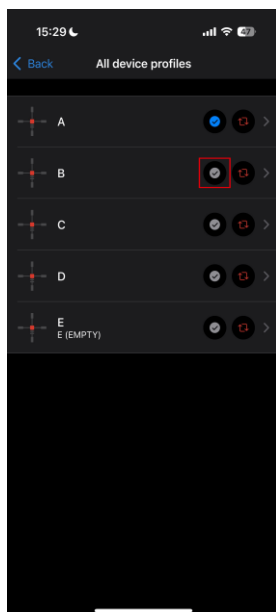 15:29
47
Back
All device profiles
A
B
C
D
E
E (EMPTY)